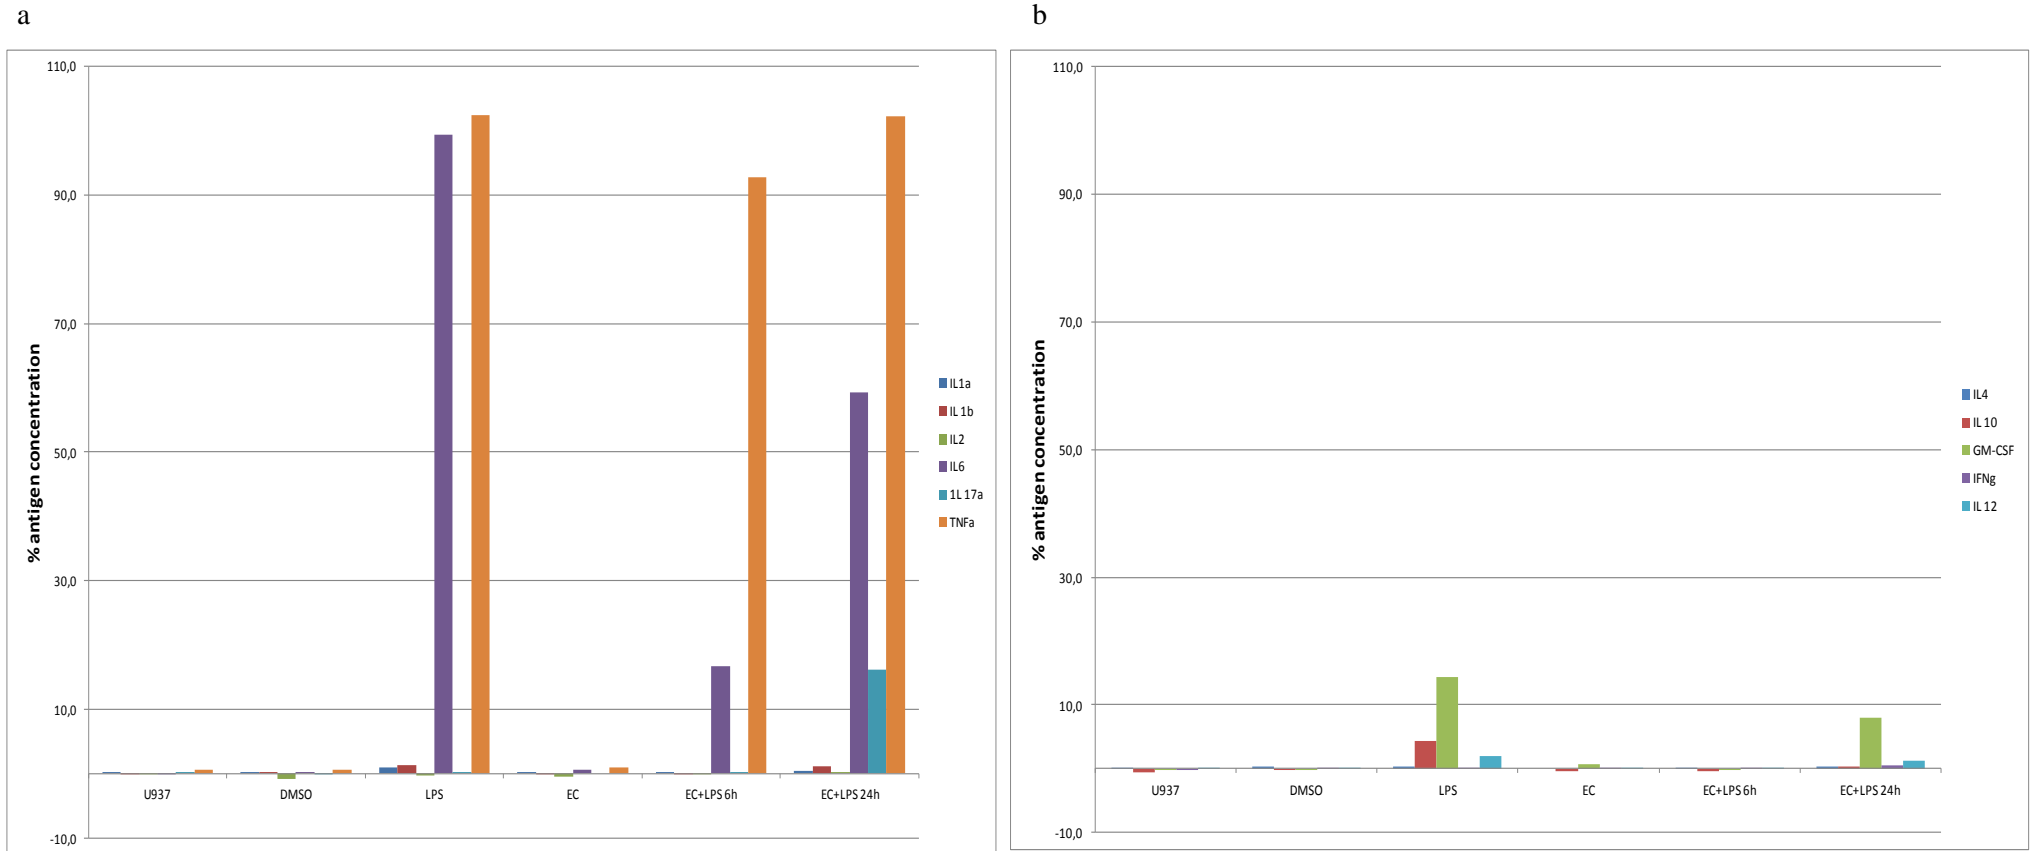 a
110,0
90,0
70,0
50,0
30,0
10,0
-10,0
% antigen concentration
U937 DMSO LPS EC EC+LPS 6h EC+LPS 24h
IL1a
IL 1b
IL2
IL6
1L 17a
TNFa
b
110,0
90,0
70,0
50,0
30,0
10,0
-10,0
% antigen concentration
U937 DMSO LPS EC EC+LPS 6h EC+LPS 24h
IL4
IL 10
GM-CSF
IFNg
IL 12